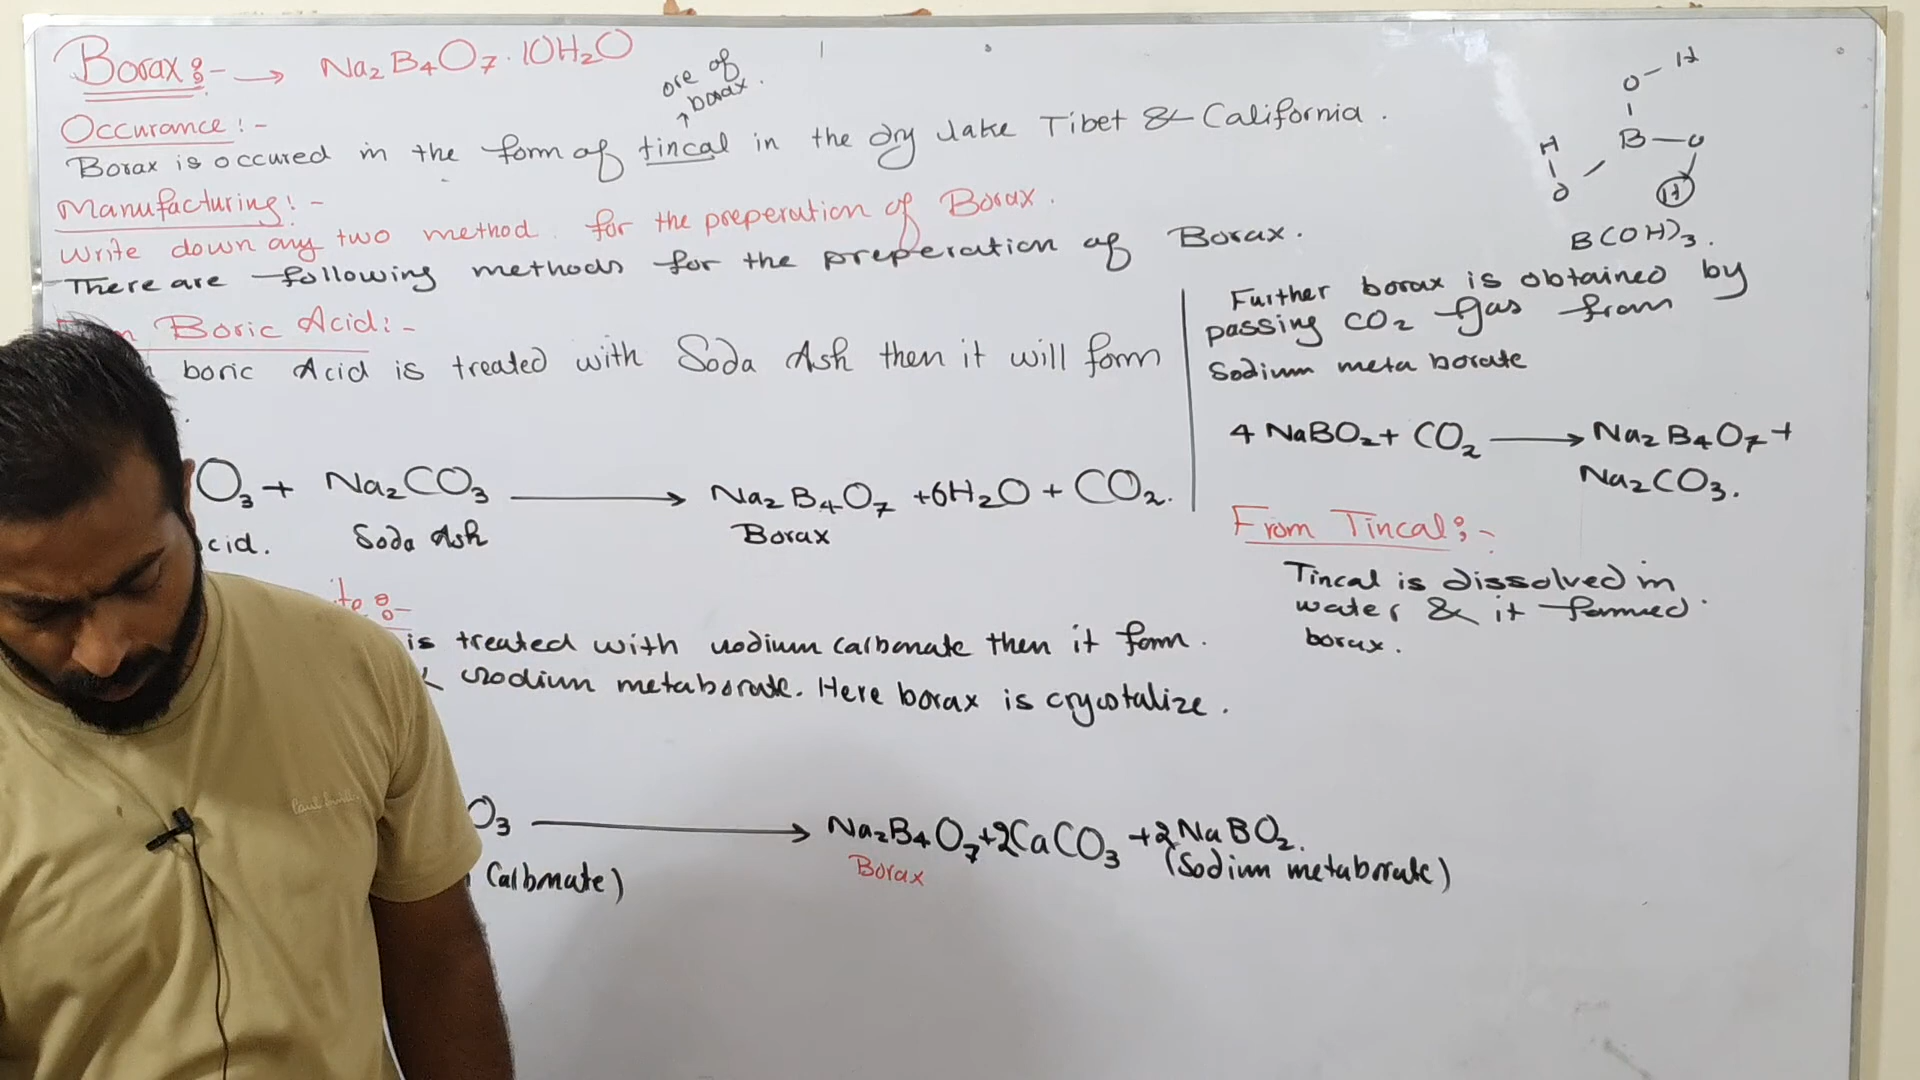 Borax :- → Na2B4O7.10H2O
ore of
borax.
Occurance :-
Borax is occured in the form of tincal in the dry lake Tibet & California.
Manufacturing :-
Write down any two method for the preperation of Borax.
There are following methods for the preperation of Borax.
Boric Acid :-
boric Acid is treated with Soda Ash then it will form
O3 + Na2CO3 → Na2B4O7 + 6H2O + CO2.
cid. Soda Ash Borax
is treated with sodium carbonate then it form.
sodium metaborate. Here borax is crystalize.
O3 → Na2B4O7 + 2CaCO3 + 2NaBO2.
Carbonate) Borax (Sodium metaborate)
O - H
H B - O
O H
B(OH)3.
Further borax is obtained by
passing CO2 gas from
Sodium meta borate
4 NaBO2 + CO2 → Na2B4O7 +
Na2CO3.
From Tincal :-
Tincal is dissolved in
water & it formed
borax.
Paul Smith